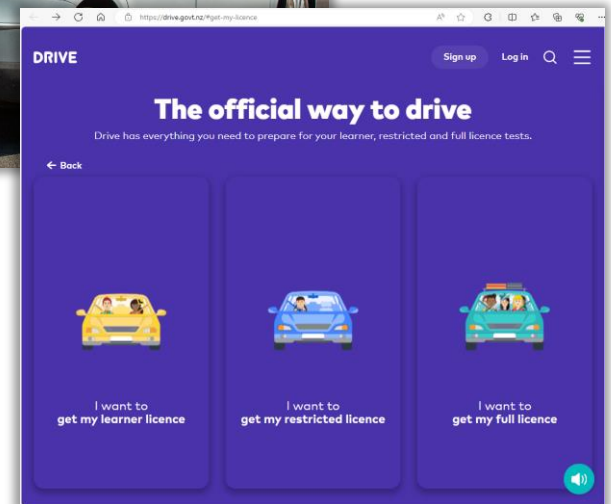 https://drive.govt.nz/#get-my-licence
DRIVE
Sign up
Log in
The official way to drive
Drive has everything you need to prepare for your learner, restricted and full licence tests.
← Back
I want to
get my learner licence
I want to
get my restricted licence
I want to
get my full licence